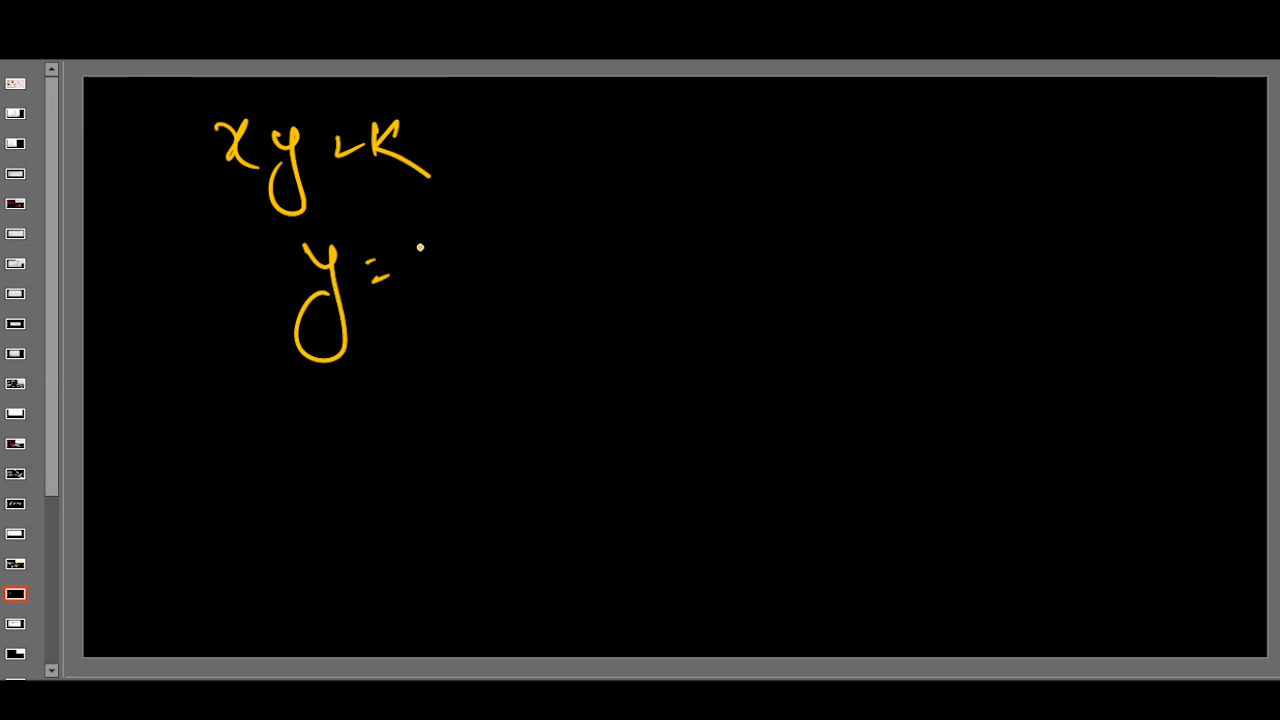 xy = K
y =